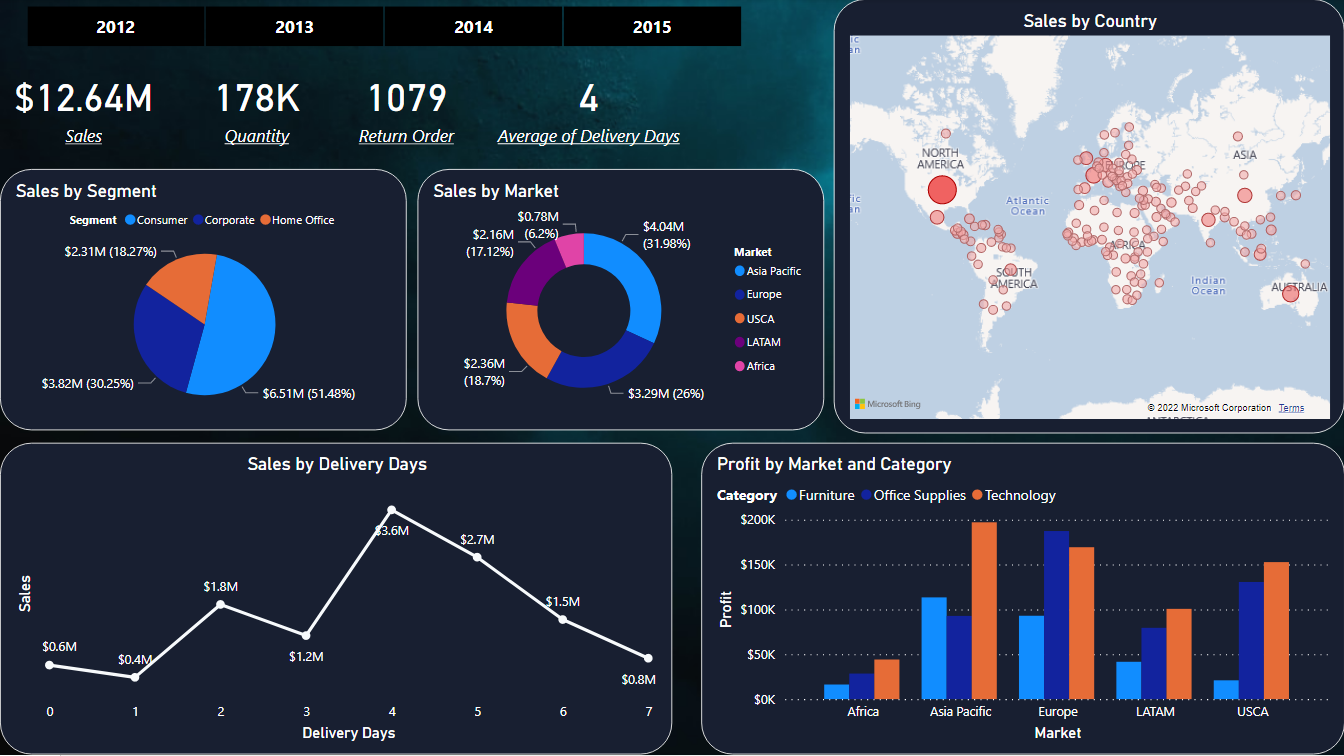 2012 2013 2014 2015
$12.64M 178K 1079 4
Sales Quantity Return Order Average of Delivery Days
Sales by Segment
Segment Consumer Corporate Home Office
$2.31M (18.27%)
$3.82M (30.25%)
$6.51M (51.48%)
Sales by Market
$0.78M
(6.2%)
$2.16M
(17.12%)
$4.04M
(31.98%)
$2.36M
(18.7%)
$3.29M (26%)
Market
Asia Pacific
Europe
USCA
LATAM
Africa
Sales by Country
NORTH
AMERICA
ASIA
Atlantic
Ocean
AFRICA
SOUTH
AMERICA
Indian
Ocean
AUSTRALIA
Microsoft Bing
© 2022 Microsoft Corporation Terms
Sales by Delivery Days
Sales
$0.6M
$0.4M
$1.8M
$1.2M
$3.6M
$2.7M
$1.5M
$0.8M
0 1 2 3 4 5 6 7
Delivery Days
Profit by Market and Category
Category Furniture Office Supplies Technology
Profit
$200K
$150K
$100K
$50K
$0K
Africa Asia Pacific Europe LATAM USCA
Market